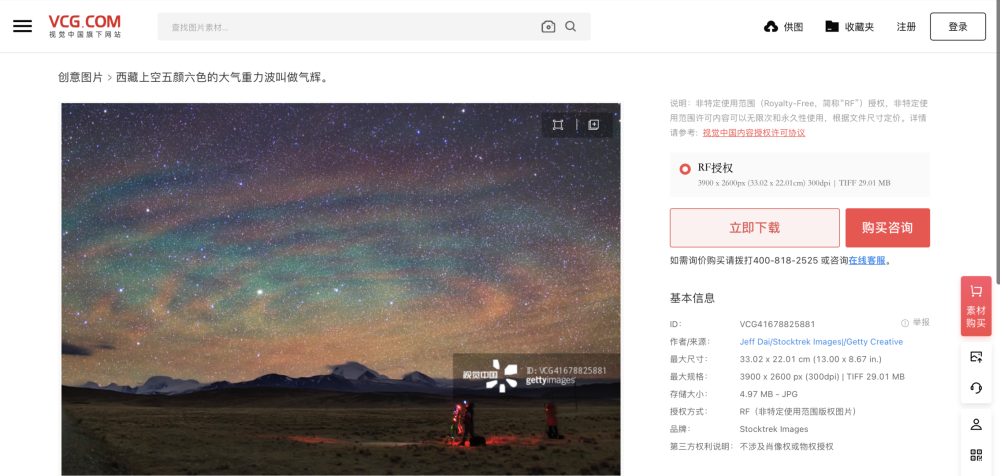 VCG.COM
视觉中国旗下网站
查找图片素材...
供图
收藏夹
注册
登录
创意图片 > 西藏上空五颜六色的大气重力波叫做气辉。
说明：非特定使用范围（Royalty-Free，简称“RF”）授权，非特定使
用范围许可内容可以无限次和永久性使用，根据文件尺寸定价。详情
请参考：视觉中国内容授权许可协议
RF授权
3900 x 2600px (33.02 x 22.01cm) 300dpi | TIFF 29.01 MB
立即下载
购买咨询
如需询价购买请拨打400-818-2525 或咨询在线客服。
基本信息
ID：
VCG41678825881
举报
作者/来源：
Jeff Dai/Stocktrek Images|/Getty Creative
最大尺寸：
33.02 x 22.01 cm (13.00 x 8.67 in.)
最大规格：
3900 x 2600 px (300dpi) | TIFF 29.01 MB
存储大小：
4.97 MB - JPG
授权方式：
RF（非特定使用范围版权图片）
品牌：
Stocktrek Images
第三方权利说明：
不涉及肖像权或物权授权
素材
购买
视觉中国
ID: VCG41678825881
gettyimages